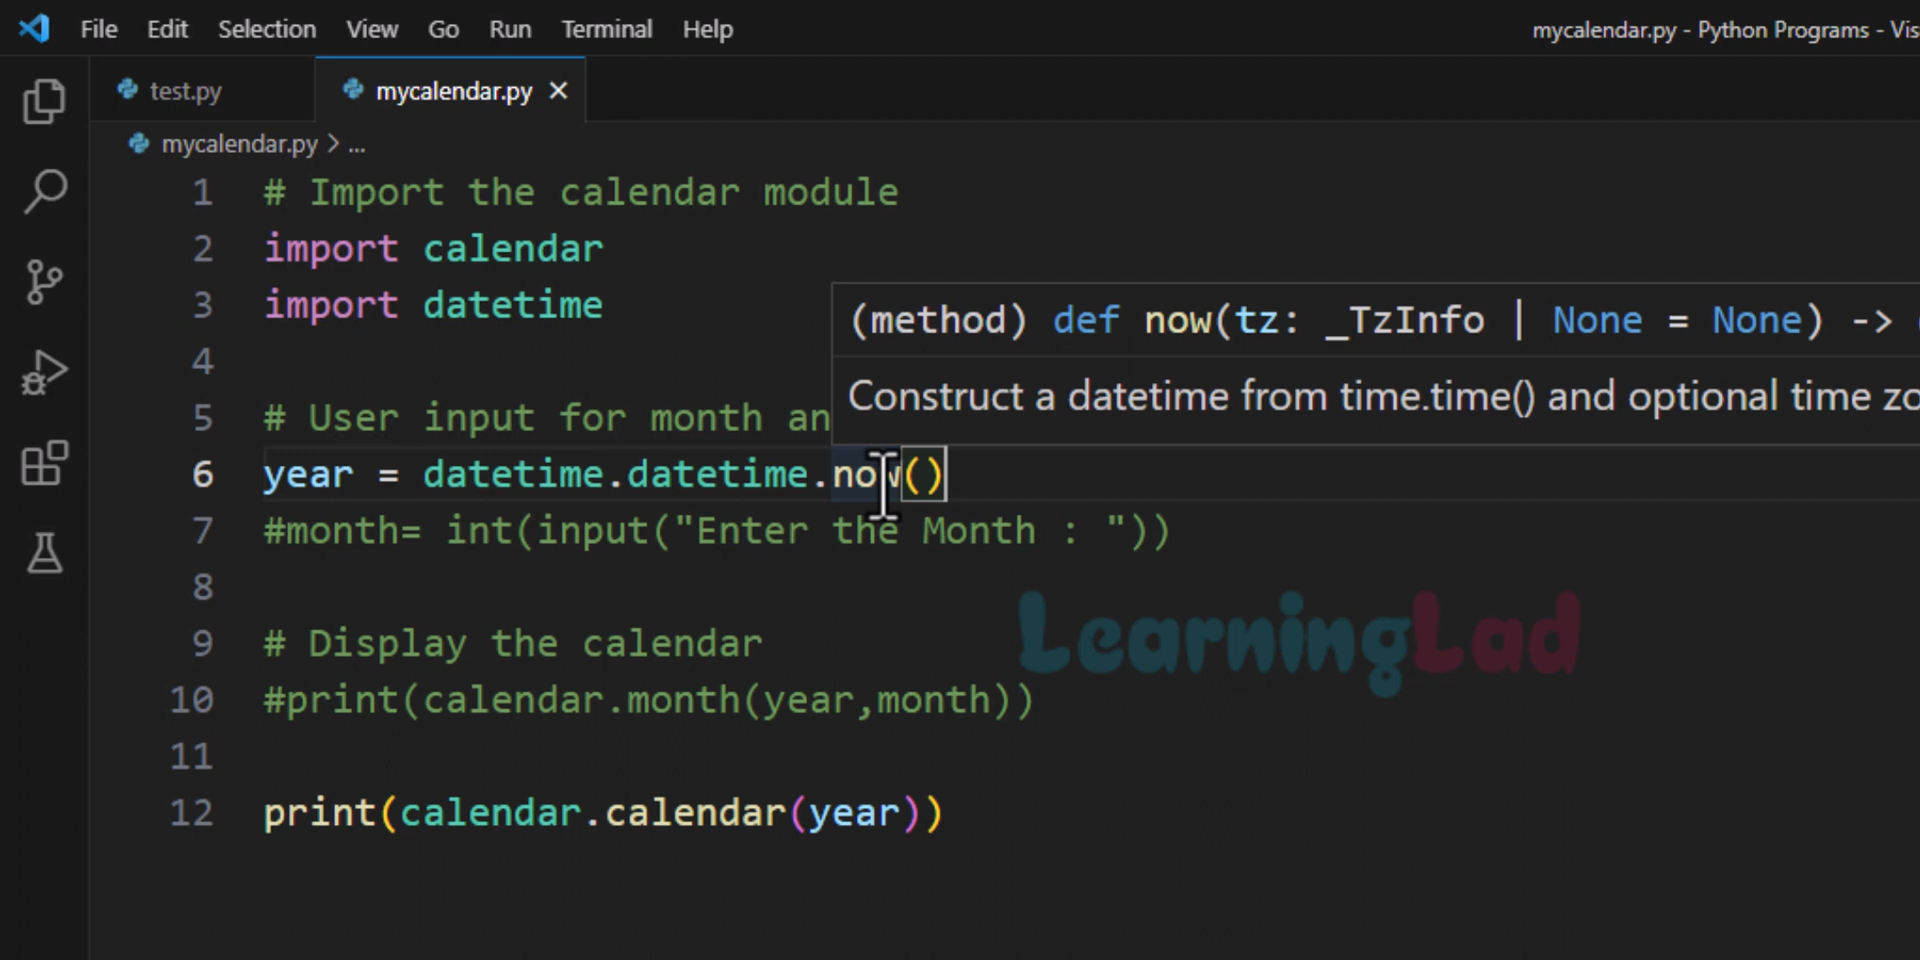 File Edit Selection View Go Run Terminal Help
mycalendar.py - Python Programs - Vis
test.py
mycalendar.py
mycalendar.py > ...
1 # Import the calendar module
2 import calendar
3 import datetime
(method) def now(tz: _TzInfo | None = None) ->
4
Construct a datetime from time.time() and optional time zo
5 # User input for month an
6 year = datetime.datetime.now()
7 #month= int(input("Enter the Month : "))
8
LearningLad
9 # Display the calendar
10 #print(calendar.month(year,month))
11
12 print(calendar.calendar(year))